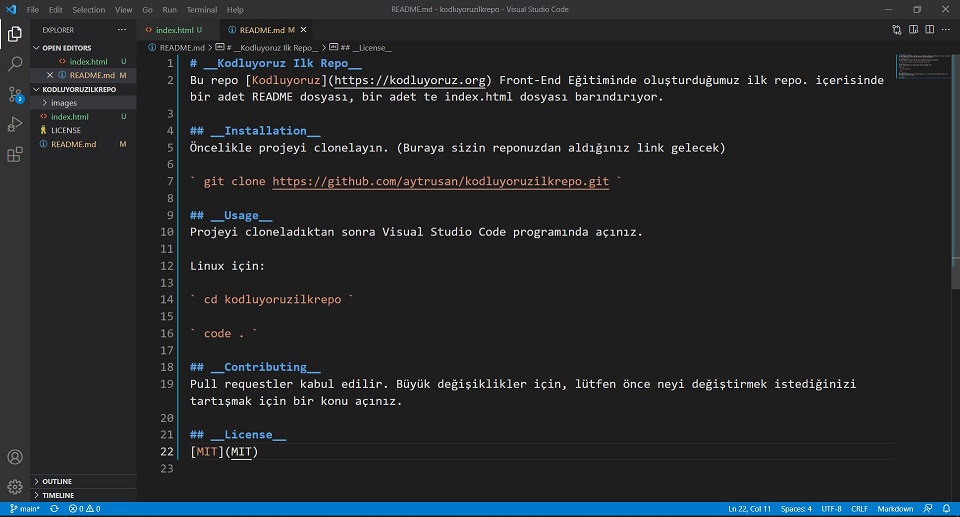 File Edit Selection View Go Run Terminal Help README.md - kodluyoruzilkrepo - Visual Studio Code
EXPLORER ...
index.html U
README.md M
OPEN EDITORS
index.html U
README.md M
KODLUYORUZILKREPO
images
index.html U
LICENSE
README.md M
OUTLINE
TIMELINE
README.md > # __Kodluyoruz Ilk Repo__ > ## __License__
1 # __Kodluyoruz Ilk Repo__
2 Bu repo [Kodluyoruz](https://kodluyoruz.org) Front-End Eğitiminde oluşturduğumuz ilk repo. içerisinde
bir adet README dosyası, bir adet te index.html dosyası barındırıyor.
3
4 ## __Installation__
5 Öncelikle projeyi clonelayın. (Buraya sizin reponuzdan aldığınız link gelecek)
6
7 ` git clone https://github.com/aytrusan/kodluyoruzilkrepo.git `
8
9 ## __Usage__
10 Projeyi cloneladıktan sonra Visual Studio Code programında açınız.
11
12 Linux için:
13
14 ` cd kodluyoruzilkrepo `
15
16 ` code . `
17
18 ## __Contributing__
19 Pull requestler kabul edilir. Büyük değişiklikler için, lütfen önce neyi değiştirmek istediğinizi
tartışmak için bir konu açınız.
20
21 ## __License__
22 [MIT](MIT)
23
2
main* 0 0 Ln 22, Col 11 Spaces: 4 UTF-8 CRLF Markdown